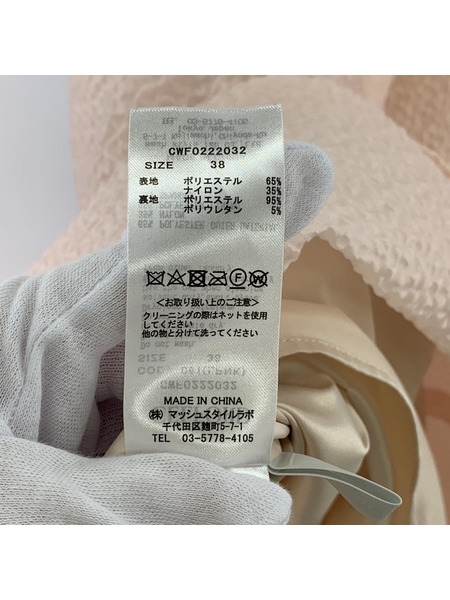 CWF0222032
SIZE 38
表地 ポリエステル 65%
ナイロン 35%
裏地 ポリエステル 95%
ポリウレタン 5%
<お取り扱い上のご注意>
クリーニングの際はネットを使用
してください
他の物と分けて洗ってください
MADE IN CHINA
(株) マッシュスタイルラボ
千代田区麹町5-7-1
TEL 03-5778-4105